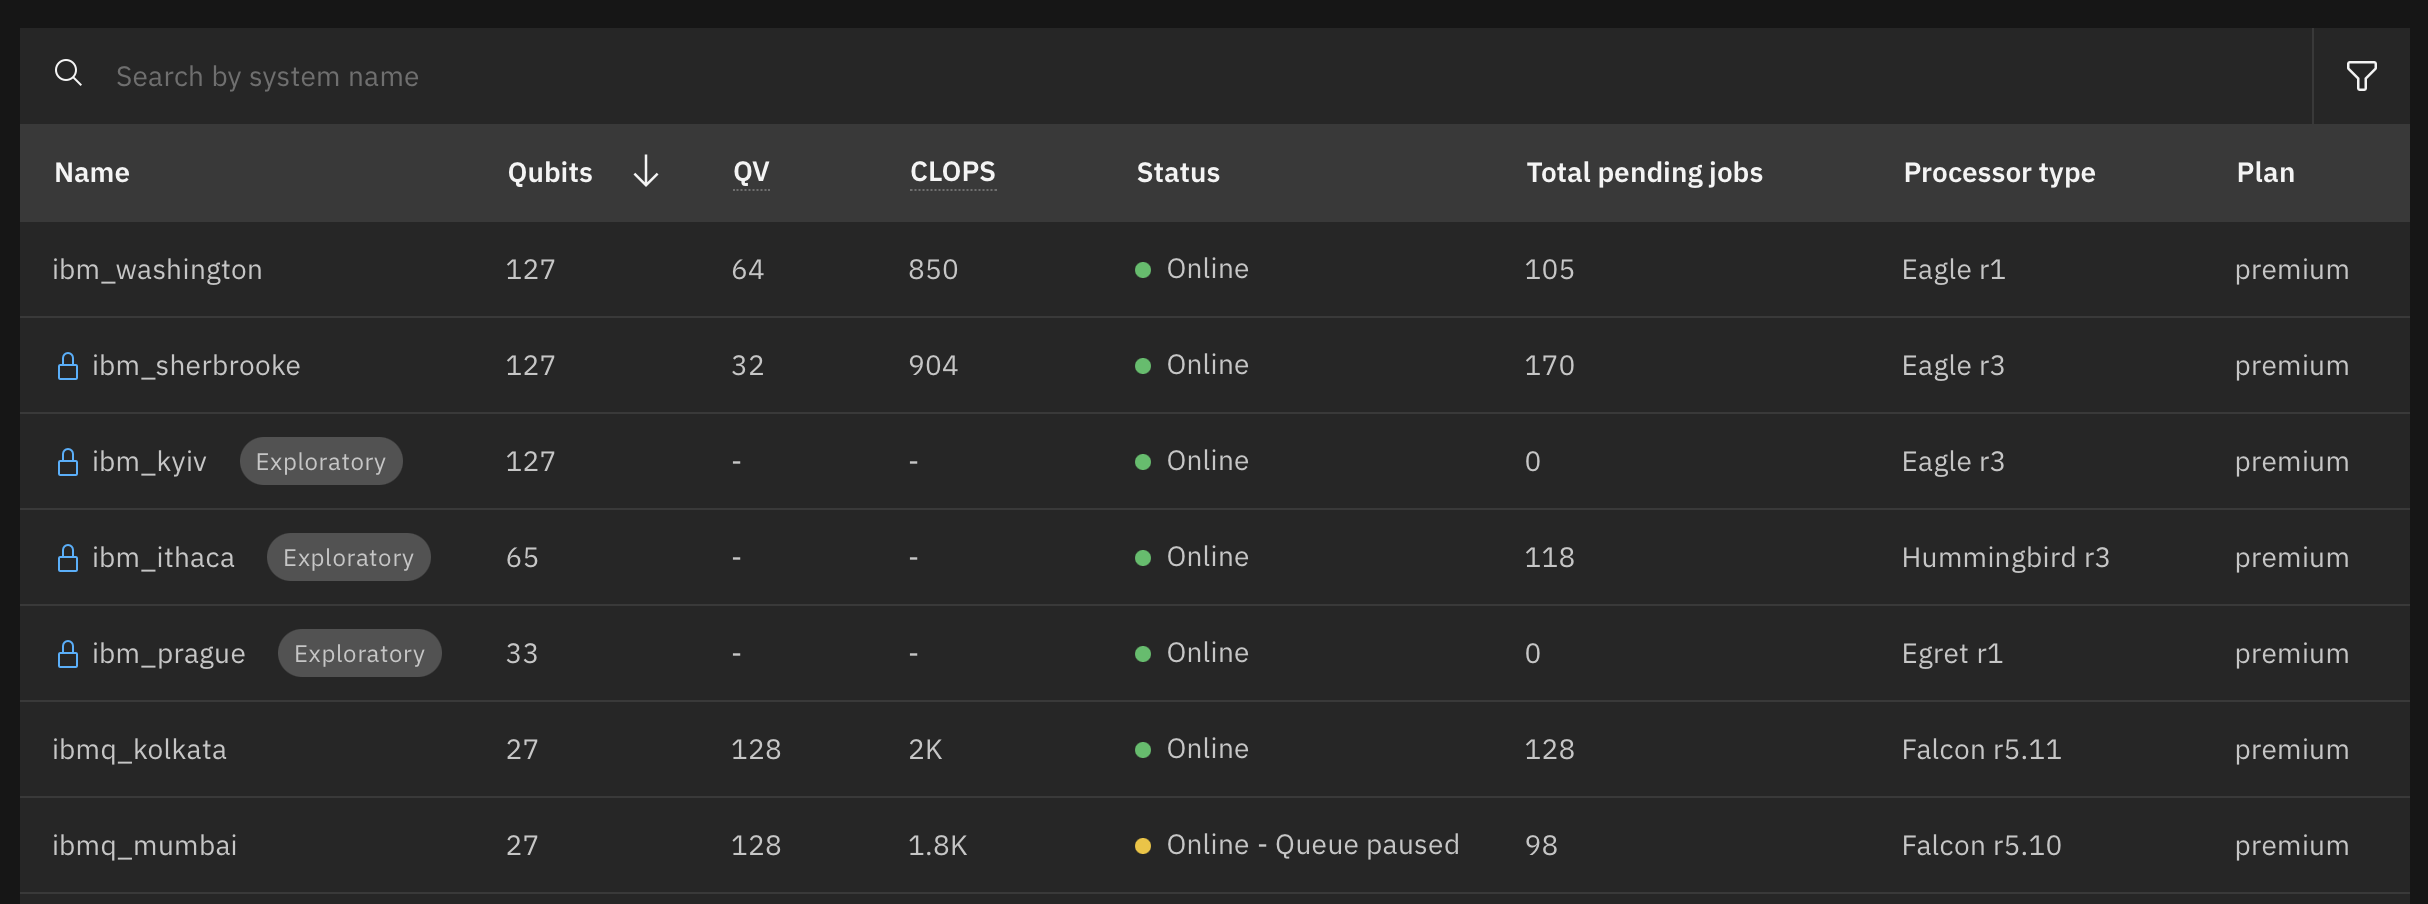 Search by system name
Name Qubits QV CLOPS Status Total pending jobs Processor type Plan
ibm_washington 127 64 850 Online 105 Eagle r1 premium
ibm_sherbrooke 127 32 904 Online 170 Eagle r3 premium
ibm_kyiv Exploratory 127 - - Online 0 Eagle r3 premium
ibm_ithaca Exploratory 65 - - Online 118 Hummingbird r3 premium
ibm_prague Exploratory 33 - - Online 0 Egret r1 premium
ibmq_kolkata 27 128 2K Online 128 Falcon r5.11 premium
ibmq_mumbai 27 128 1.8K Online - Queue paused 98 Falcon r5.10 premium